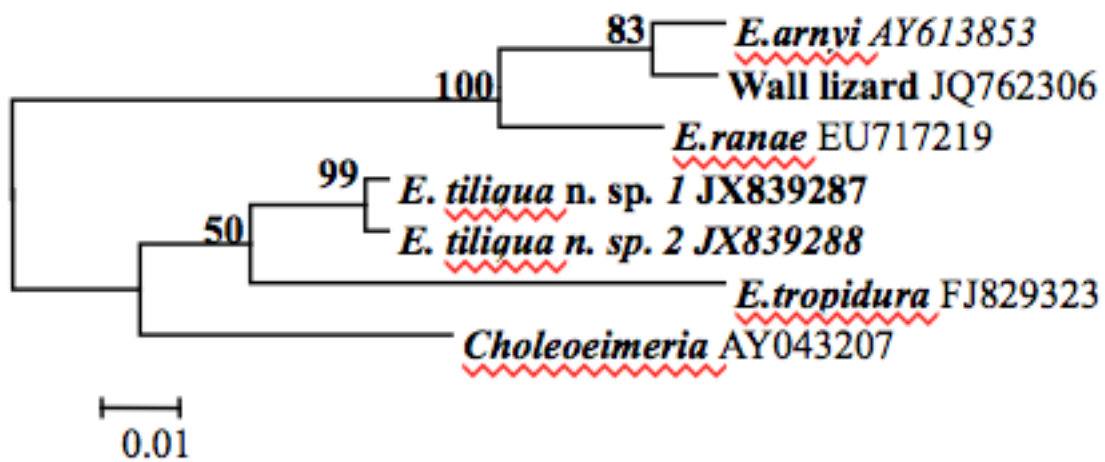 83
E.arnyi AY613853
Wall lizard JQ762306
100
E.ranae EU717219
99
E. tiliqua n. sp. 1 JX839287
50
E. tiliqua n. sp. 2 JX839288
E.tropidura FJ829323
Choleoeimeria AY043207
0.01